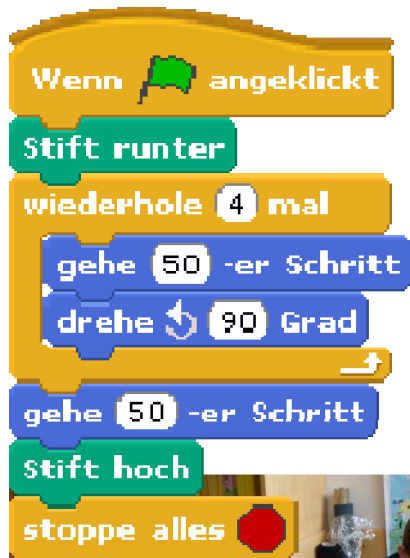 Wenn angeklickt
Stift runter
wiederhole 4 mal
gehe 50 -er Schritt
drehe 90 Grad
gehe 50 -er Schritt
Stift hoch
stoppe alles